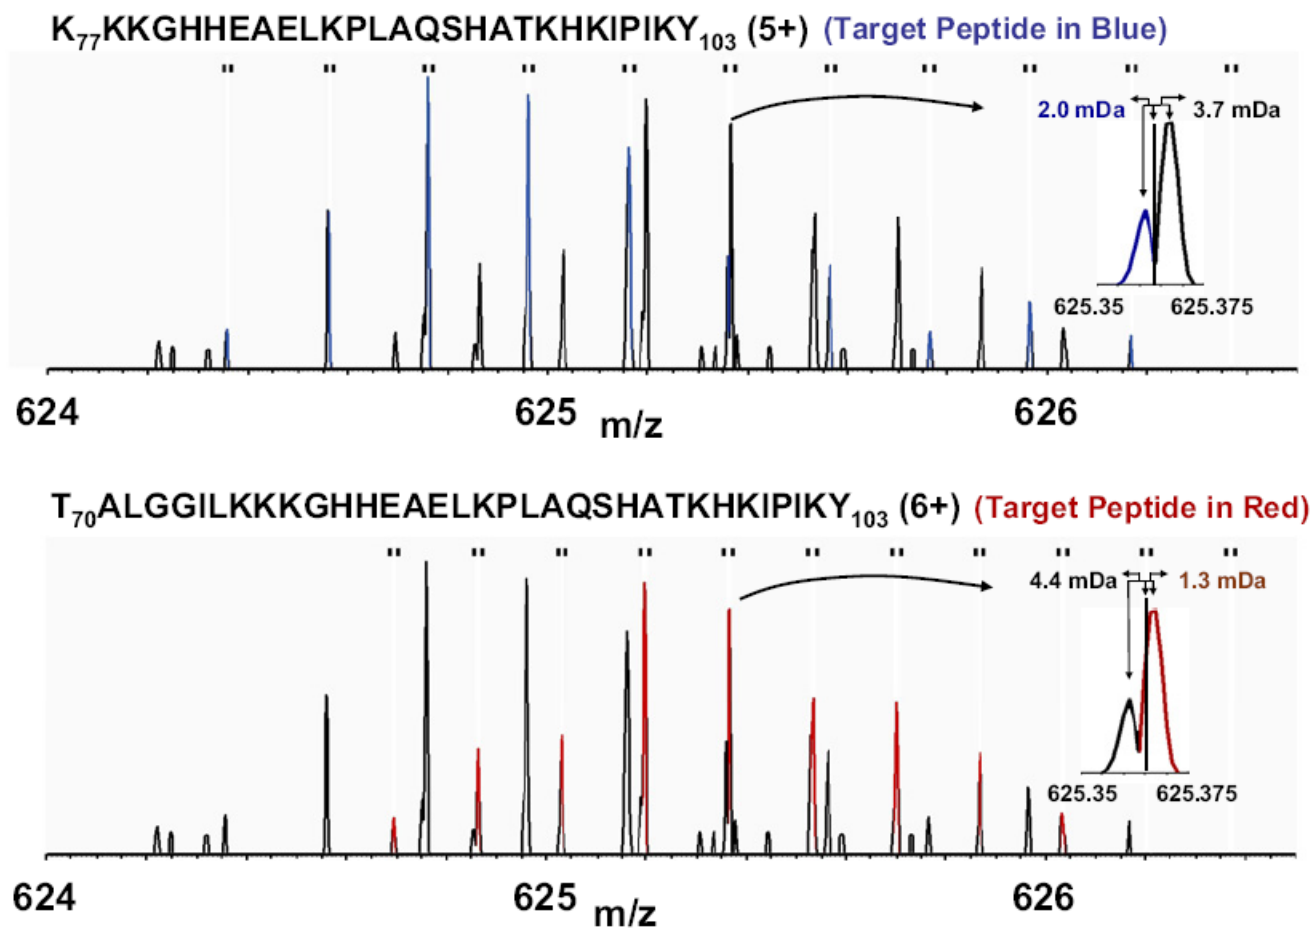 K77KKGHHEAELKPLAQSHATKHKIPIKY103 (5+) (Target Peptide in Blue)
2.0 mDa 3.7 mDa
625.35 625.375
624 625 626
m/z
T70ALGGILKKKGHHEAELKPLAQSHATKHKIPIKY103 (6+) (Target Peptide in Red)
4.4 mDa 1.3 mDa
625.35 625.375
624 625 626
m/z